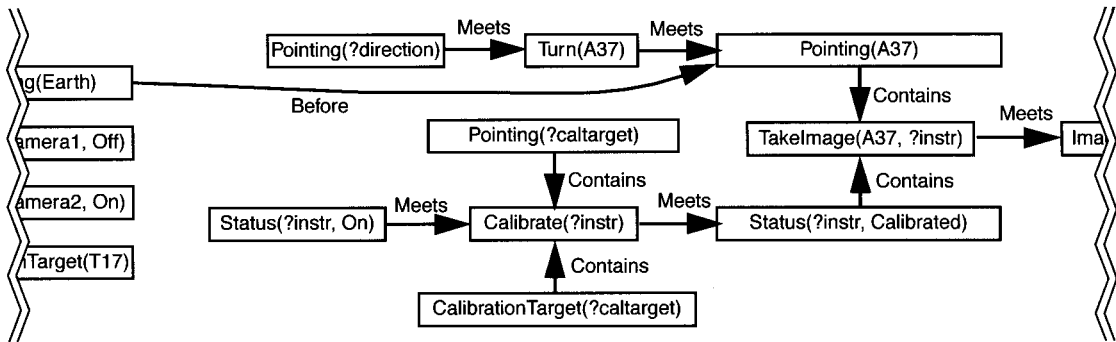 Meets
Meets
Pointing(?direction)
Turn(A37)
Pointing(A37)
ng(Earth)
Before
Contains
Meets
Pointing(?caltarget)
amera1, Off)
TakeImage(A37, ?instr)
Ima
Contains
Contains
amera2, On)
Meets
Meets
Status(?instr, On)
Calibrate(?instr)
Status(?instr, Calibrated)
nTarget(T17)
Contains
CalibrationTarget(?caltarget)